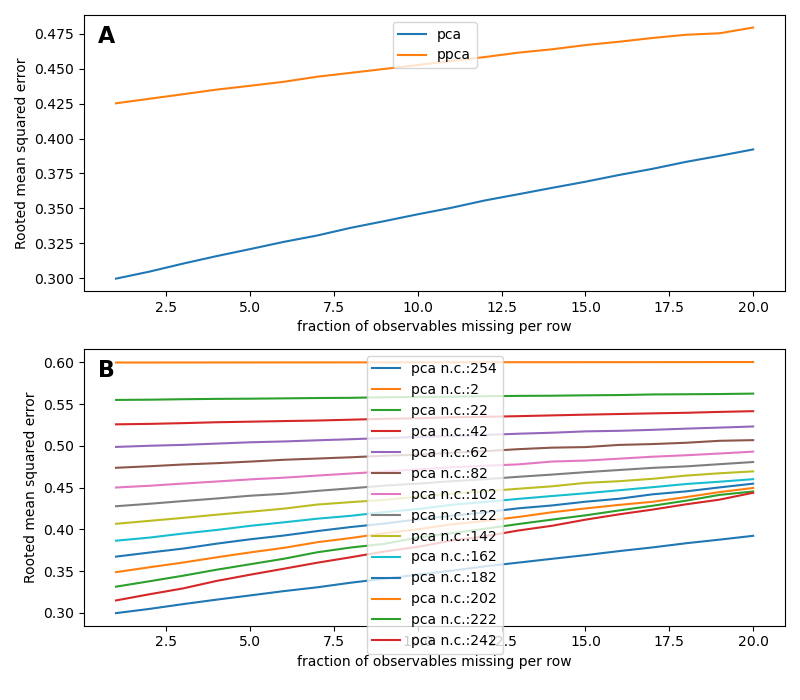 A
pca
ppca
0.475
0.450
0.425
0.400
0.375
0.350
0.325
0.300
Rooted mean squared error
2.5 5.0 7.5 10.0 12.5 15.0 17.5 20.0
fraction of observables missing per row
B
pca n.c.:254
pca n.c.:2
pca n.c.:22
pca n.c.:42
pca n.c.:62
pca n.c.:82
pca n.c.:102
pca n.c.:122
pca n.c.:142
pca n.c.:162
pca n.c.:182
pca n.c.:202
pca n.c.:222
pca n.c.:242
0.60
0.55
0.50
0.45
0.40
0.35
0.30
Rooted mean squared error
2.5 5.0 7.5 10.0 12.5 15.0 17.5 20.0
fraction of observables missing per row